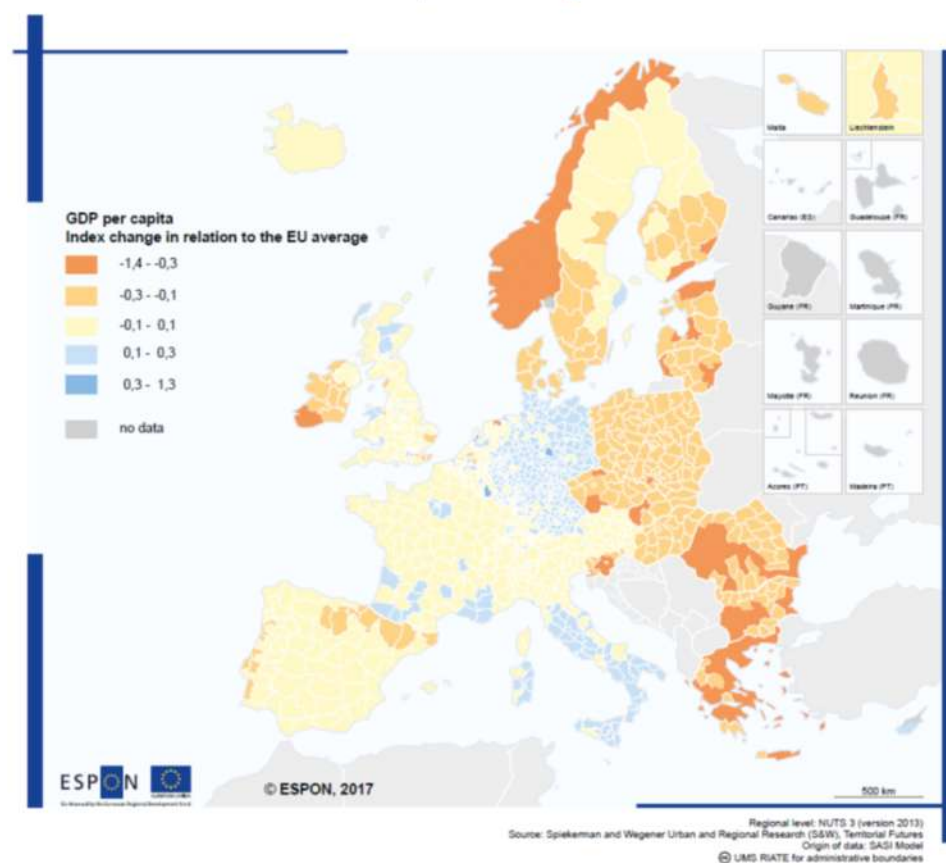 GDP per capita
Index change in relation to the EU average
-1,4 - -0,3
-0,3 - -0,1
-0,1 - 0,1
0,1 - 0,3
0,3 - 1,3
no data
Malta
Liechtenstein
Canarias (ES)
Guadeloupe (FR)
Guyane (FR)
Martinique (FR)
Mayotte (FR)
Reunion (FR)
Azores (PT)
Madeira (PT)
ESPON
© ESPON, 2017
500 km
Regional level: NUTS 3 (version 2013)
Source: Spiekerman and Wegener Urban and Regional Research (S&W), Territorial Futures
Origin of data: SASI Model
UMS RIATE for administrative boundaries